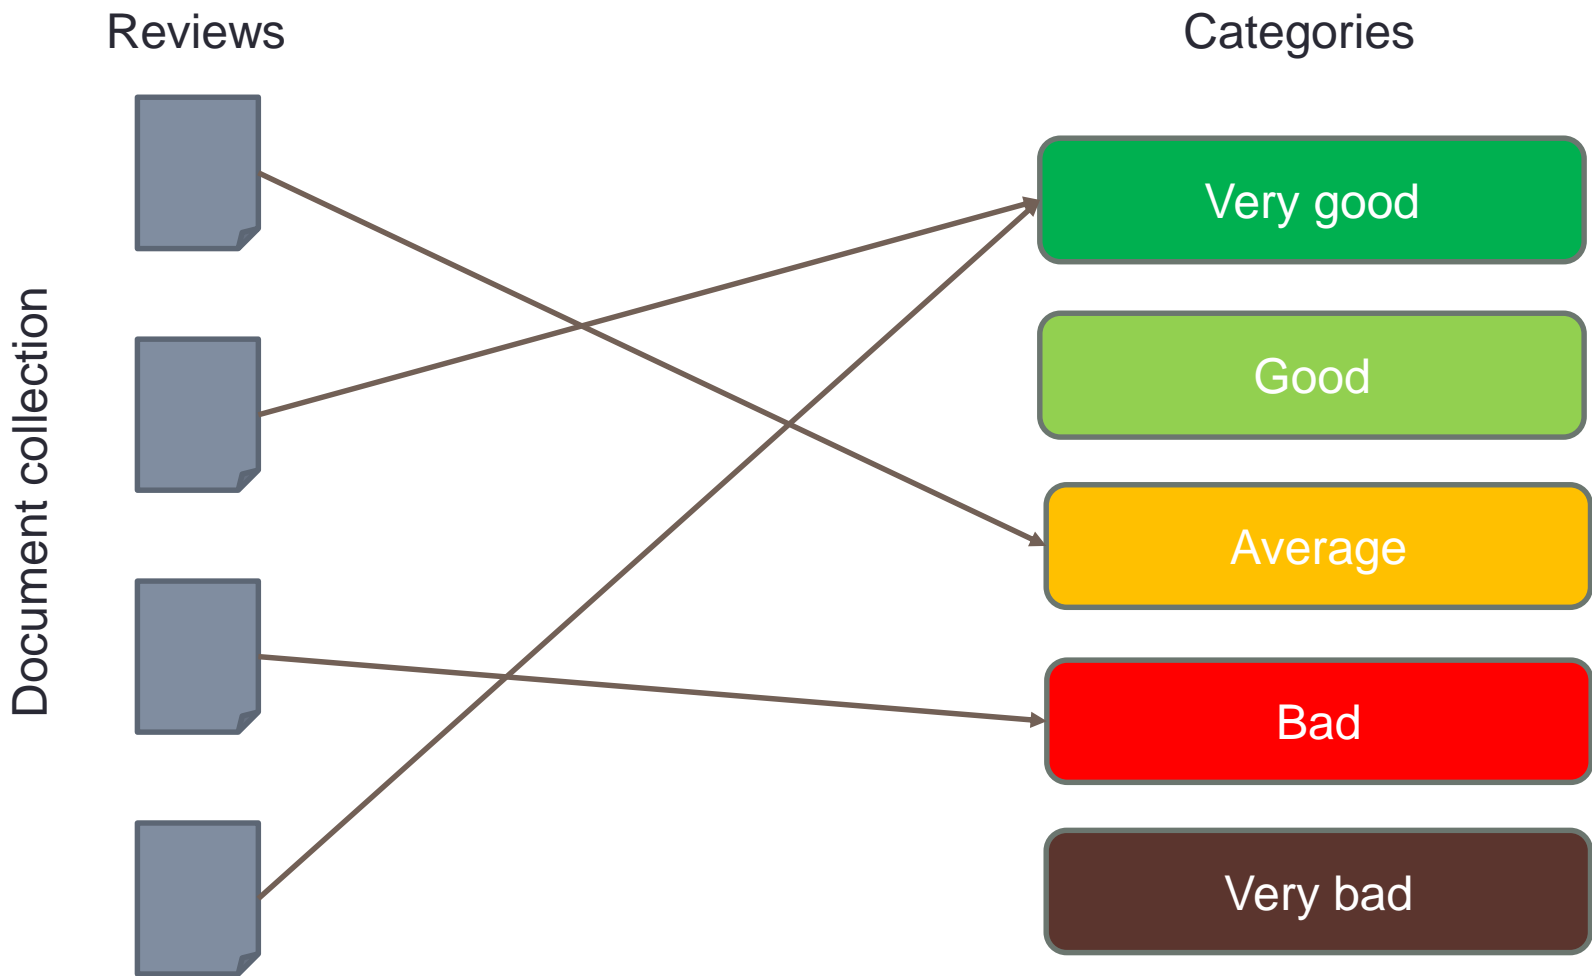 Reviews
Categories
Document collection
Very good
Good
Average
Bad
Very bad